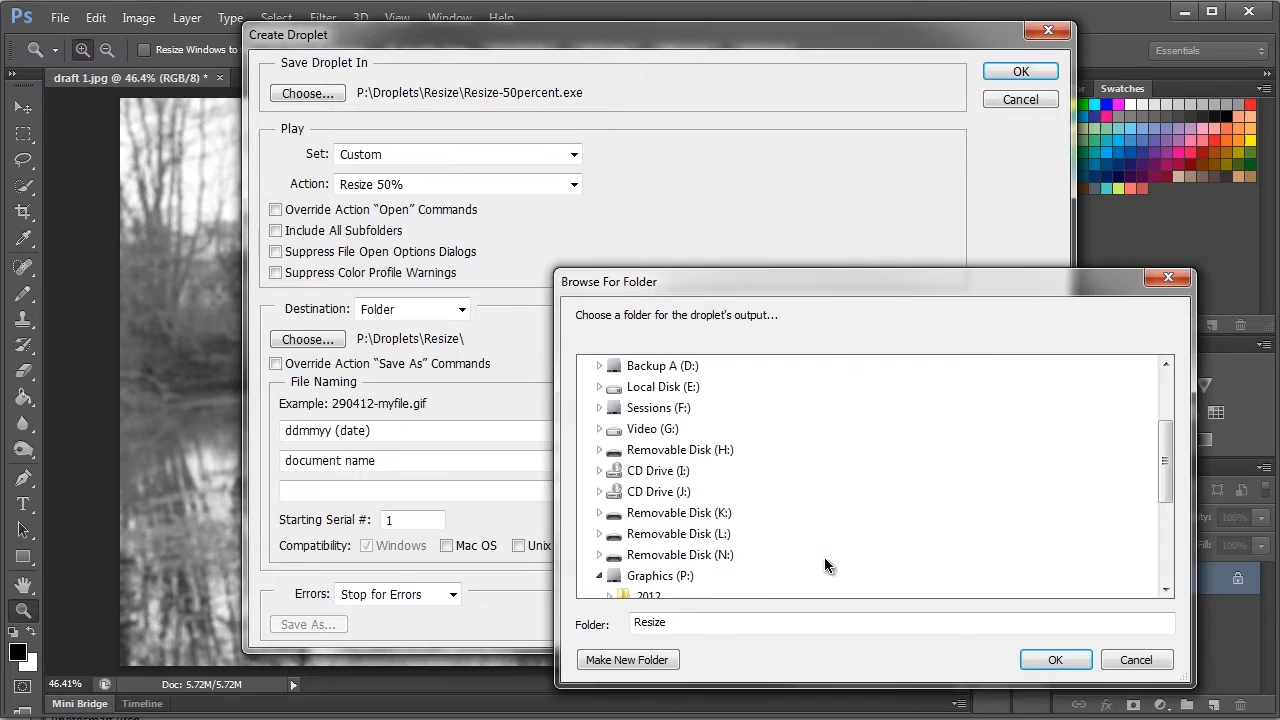 Ps File Edit Image Layer Type Select Filter 3D View Window Help
Resize Windows to
Essentials
draft 1.jpg @ 46.4% (RGB/8) *
Swatches
Create Droplet
Save Droplet In
Choose... P:\Droplets\Resize\Resize-50percent.exe
OK
Cancel
Play
Set: Custom
Action: Resize 50%
Override Action “Open” Commands
Include All Subfolders
Suppress File Open Options Dialogs
Suppress Color Profile Warnings
Destination: Folder
Choose... P:\Droplets\Resize\
Override Action “Save As” Commands
File Naming
Example: 290412-myfile.gif
ddmmyy (date)
document name
Starting Serial #: 1
Compatibility: Windows Mac OS Unix
Errors: Stop for Errors
Save As...
Browse For Folder
Choose a folder for the droplet's output...
Backup A (D:)
Local Disk (E:)
Sessions (F:)
Video (G:)
Removable Disk (H:)
CD Drive (I:)
CD Drive (J:)
Removable Disk (K:)
Removable Disk (L:)
Removable Disk (N:)
Graphics (P:)
2012
Folder: Resize
Make New Folder
OK
Cancel
100%
100%
46.41% Doc: 5.72M/5.72M
Mini Bridge Timeline